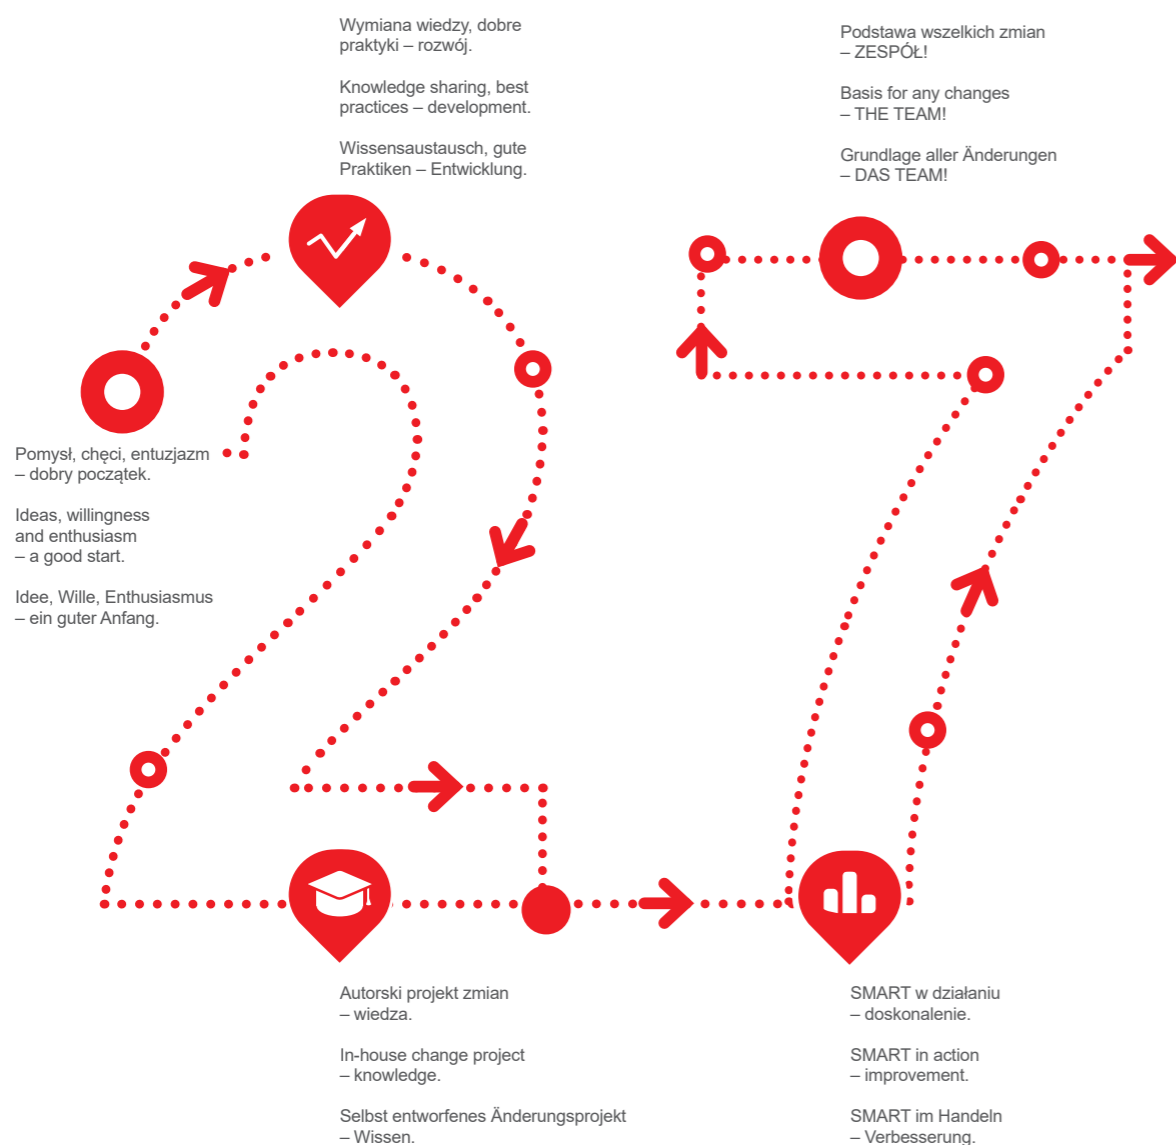 Wymiana wiedzy, dobre
praktyki – rozwój.
Knowledge sharing, best
practices – development.
Wissensaustausch, gute
Praktiken – Entwicklung.
Podstawa wszelkich zmian
– ZESPÓŁ!
Basis for any changes
– THE TEAM!
Grundlage aller Änderungen
– DAS TEAM!
Pomysł, chęci, entuzjazm
– dobry początek.
Ideas, willingness
and enthusiasm
– a good start.
Idee, Wille, Enthusiasmus
– ein guter Anfang.
Autorski projekt zmian
– wiedza.
In-house change project
– knowledge.
Selbst entworfenes Änderungsprojekt
– Wissen.
SMART w działaniu
– doskonalenie.
SMART in action
– improvement.
SMART im Handeln
– Verbesserung.